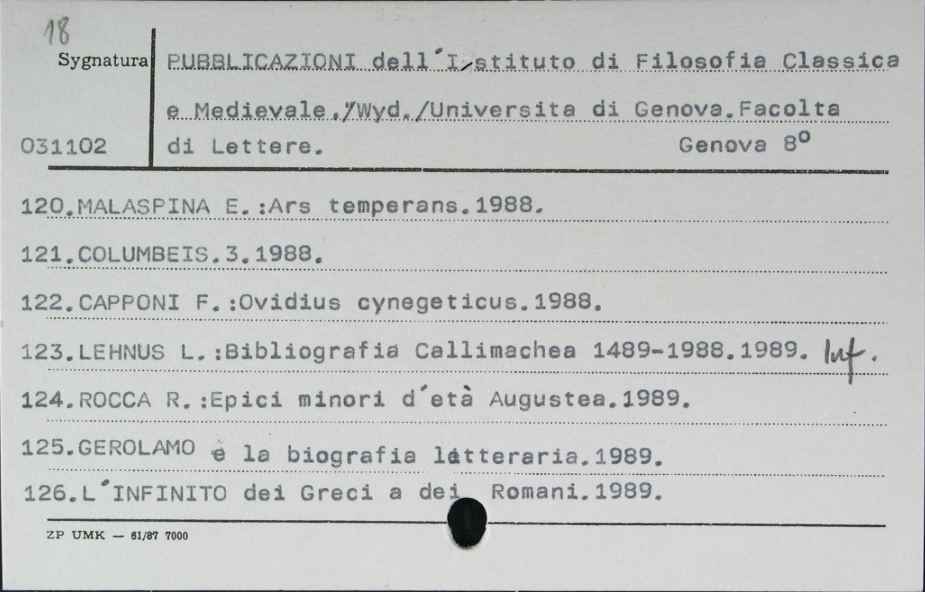 18
Sygnatura PUBBLICAZIONI dell´I,stituto di Filosofia Classica
e Medievale./Wyd./Universita di Genova.Facolta
031102 di Lettere. Genova 8º
120.MALASPINA E.:Ars temperans.1988.
121.COLUMBEIS.3.1988.
122.CAPPONI F.:Ovidius cynegeticus.1988.
123.LEHNUS L.:Bibliografia Callimachea 1489-1988.1989. Inf.
124.ROCCA R.:Epici minori d´età Augustea.1989.
125.GEROLAMO e la biografia letteraria.1989.
126.L´INFINITO dei Greci a dei Romani.1989.
ZP UMK — 61/87 7000